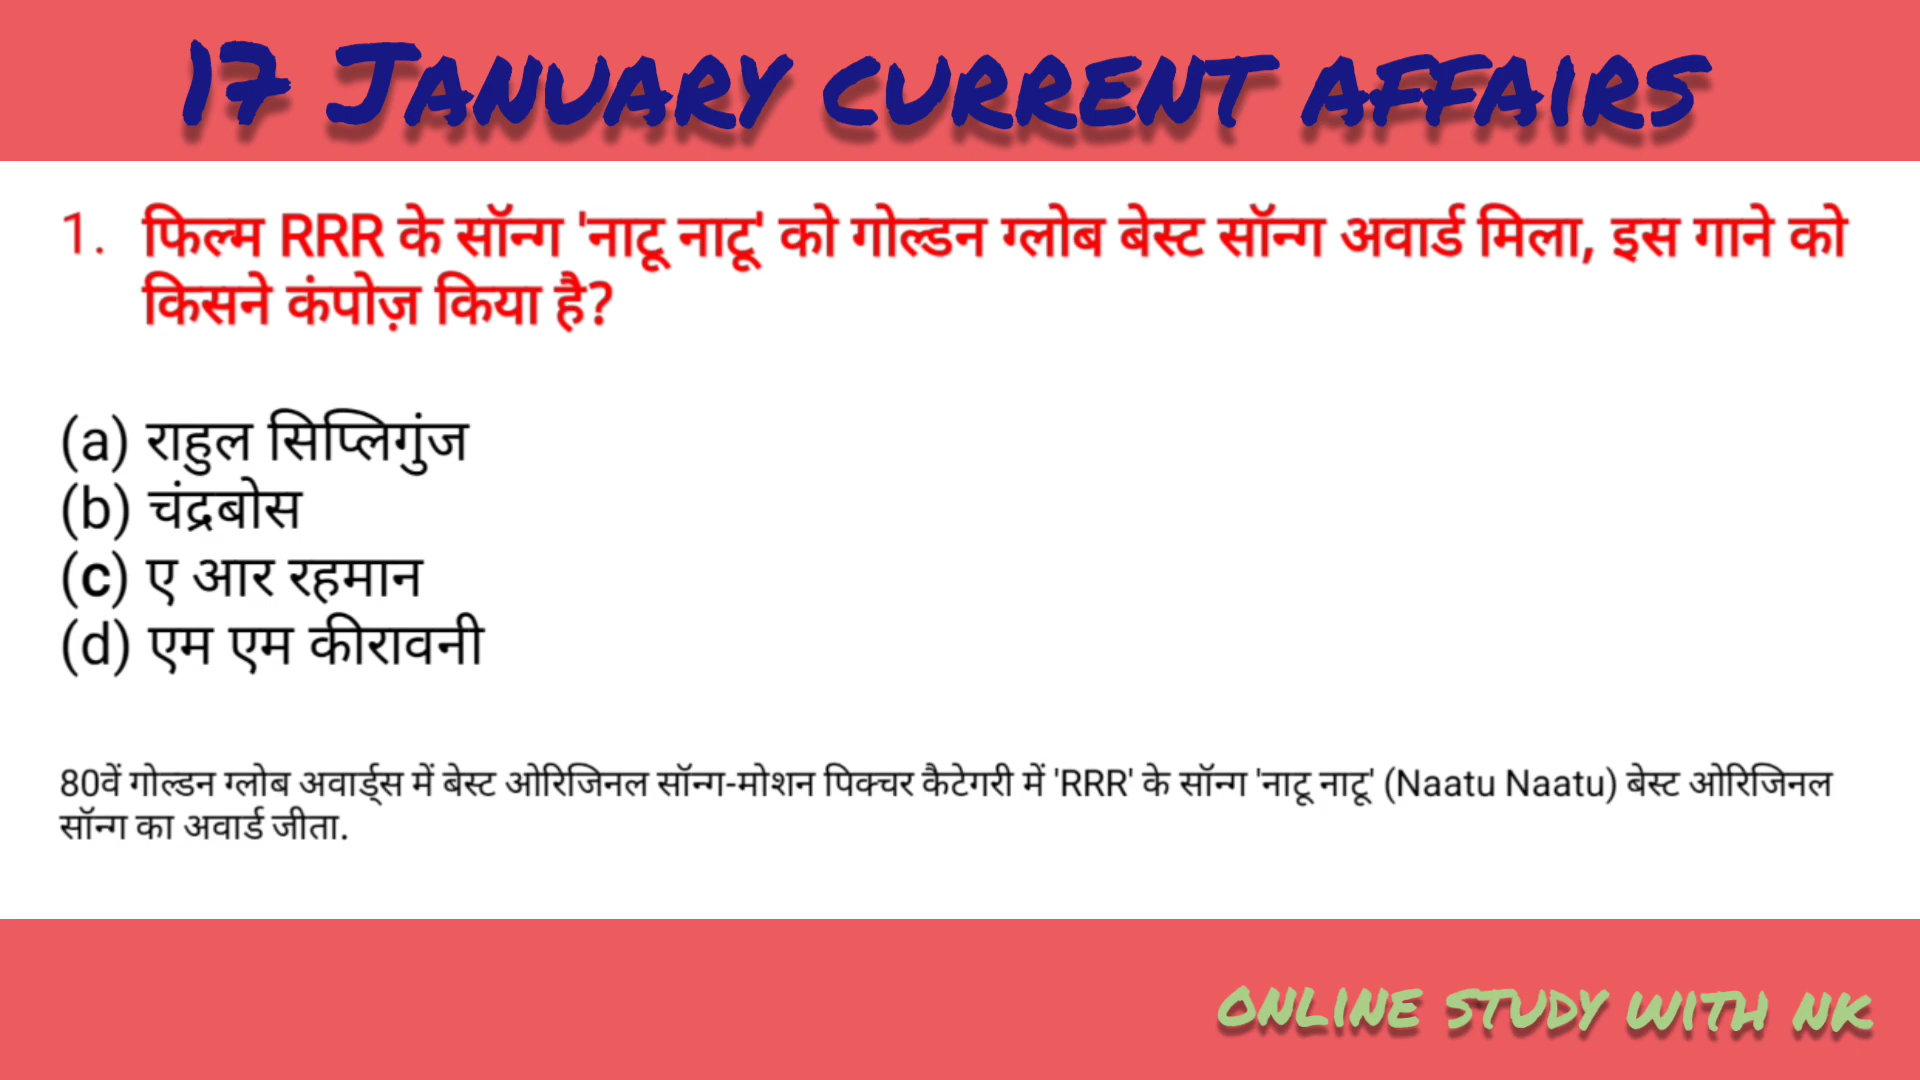 17 January current affairs
1. फिल्म RRR के सॉन्ग 'नाटू नाटू' को गोल्डन ग्लोब बेस्ट सॉन्ग अवार्ड मिला, इस गाने को
किसने कंपोज़ किया है?
(a) राहुल सिप्लिगुंज
(b) चंद्रबोस
(c) ए आर रहमान
(d) एम एम कीरावनी
80वें गोल्डन ग्लोब अवार्ड्स में बेस्ट ओरिजिनल सॉन्ग-मोशन पिक्चर कैटेगरी में 'RRR' के सॉन्ग 'नाटू नाटू' (Naatu Naatu) बेस्ट ओरिजिनल
सॉन्ग का अवार्ड जीता.
online study with nk